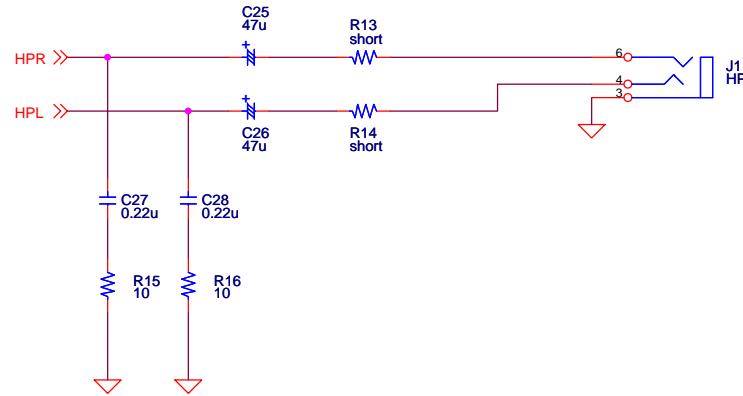 C25
47u
R13
short
HPR
6
J1
HP
4
3
HPL
C26
47u
R14
short
C27
0.22u
C28
0.22u
R15
10
R16
10